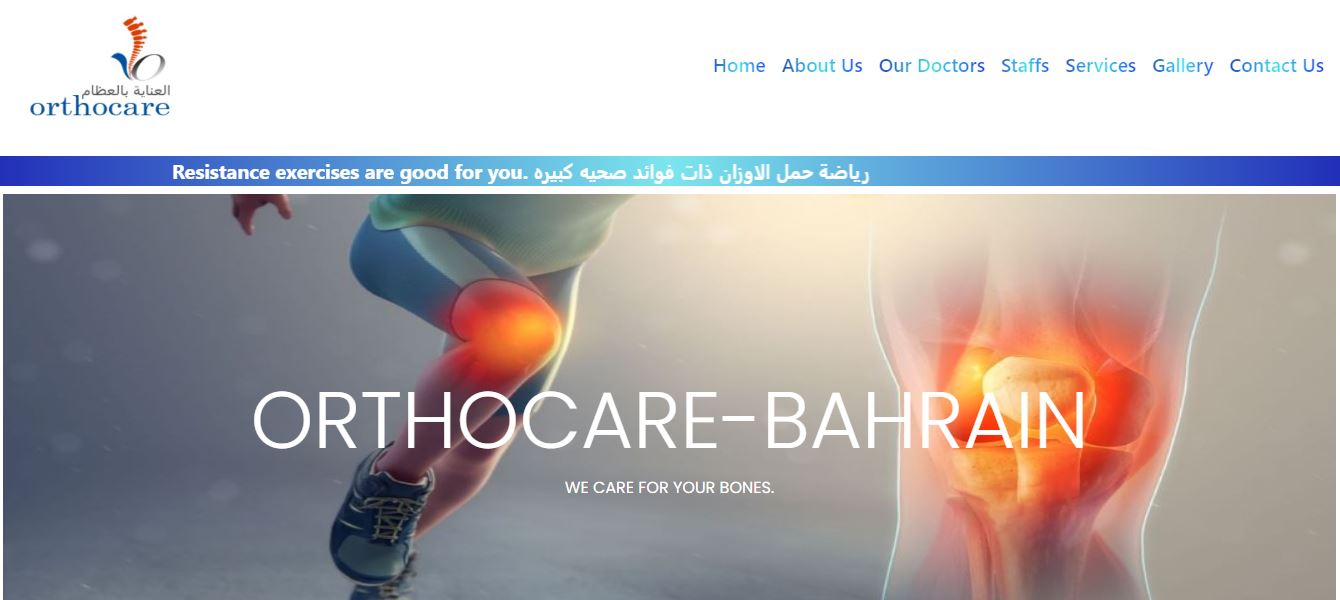 العناية بالعظام
orthocare
Home About Us Our Doctors Staffs Services Gallery Contact Us
Resistance exercises are good for you. رياضة حمل الاوزان ذات فوائد صحيه كبيره
ORTHOCARE-BAHRAIN
WE CARE FOR YOUR BONES.